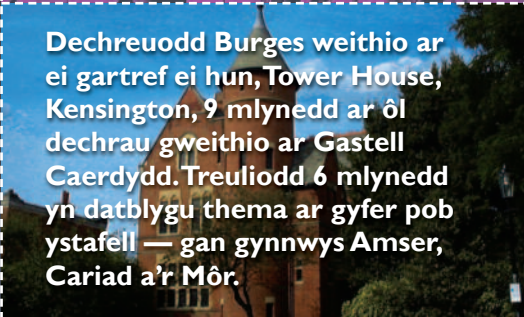 Dechreuodd Burges weithio ar
ei gartref ei hun, Tower House,
Kensington, 9 mlynedd ar ôl
dechrau gweithio ar Gastell
Caerdydd. Treuliodd 6 mlynedd
yn datblygu thema ar gyfer pob
ystafell — gan gynnwys Amser,
Cariad a’r Môr.